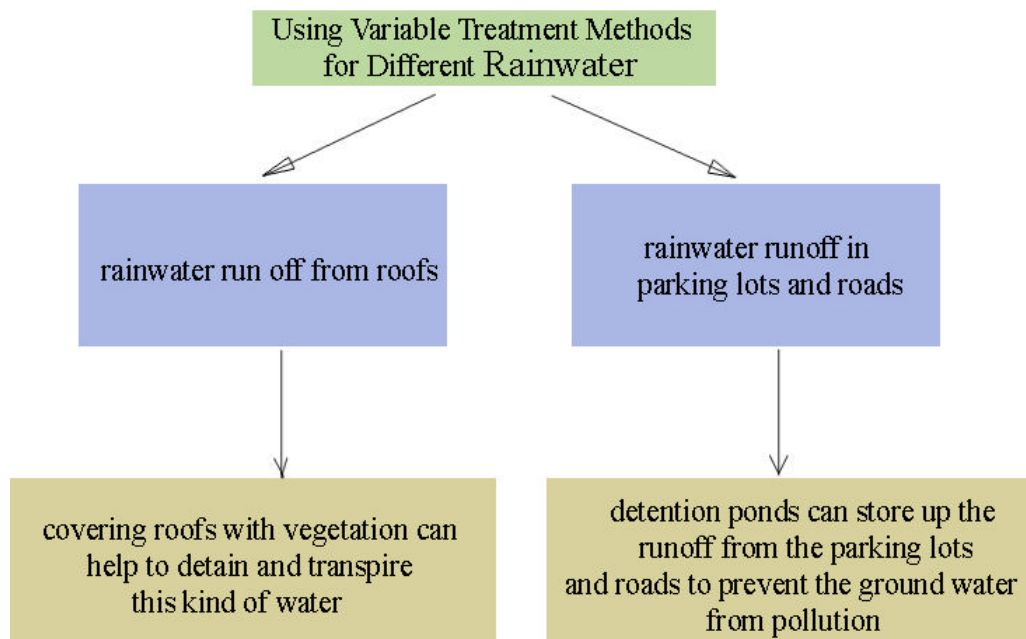 Using Variable Treatment Methods
for Different Rainwater
rainwater run off from roofs
rainwater runoff in
parking lots and roads
covering roofs with vegetation can
help to detain and transpire
this kind of water
detention ponds can store up the
runoff from the parking lots
and roads to prevent the ground water
from pollution